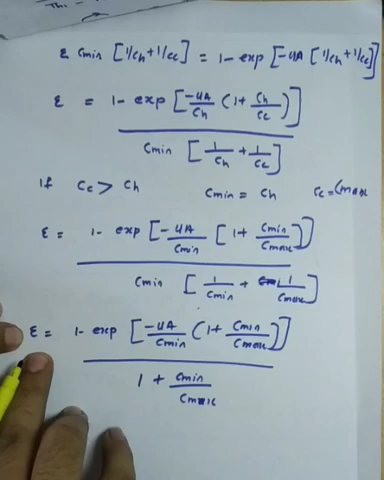 ε Cmin [1/Ch + 1/Cc] = 1 - exp [-UA [1/Ch + 1/Cc]]
ε = 1 - exp [-UA/Ch (1 + Ch/Cc)] / Cmin [1/Ch + 1/Cc]
If Cc > Ch Cmin = Ch Cc = Cmax
ε = 1 - exp [-UA/Cmin [1 + Cmin/Cmax]] / Cmin [1/Cmin + 1/Cmax]
ε = 1 - exp [-UA/Cmin (1 + Cmin/Cmax)] / 1 + Cmin/Cmax